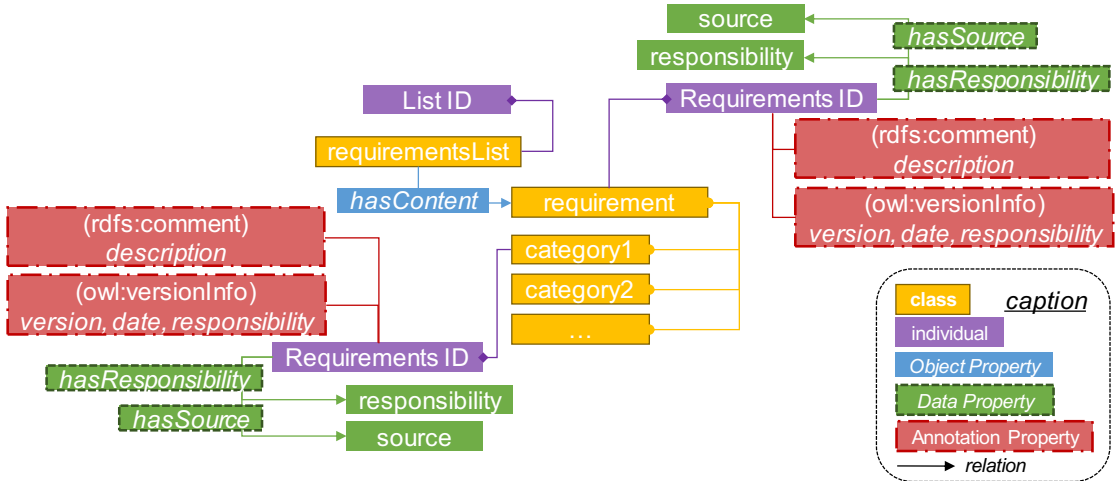 source
hasSource
responsibility
hasResponsibility
List ID
Requirements ID
requirementsList
(rdfs:comment)
description
hasContent
requirement
(owl:versionInfo)
version, date, responsibility
(rdfs:comment)
description
category1
(owl:versionInfo)
version, date, responsibility
category2
...
Requirements ID
hasResponsibility
responsibility
hasSource
source
class
caption
individual
Object Property
Data Property
Annotation Property
relation